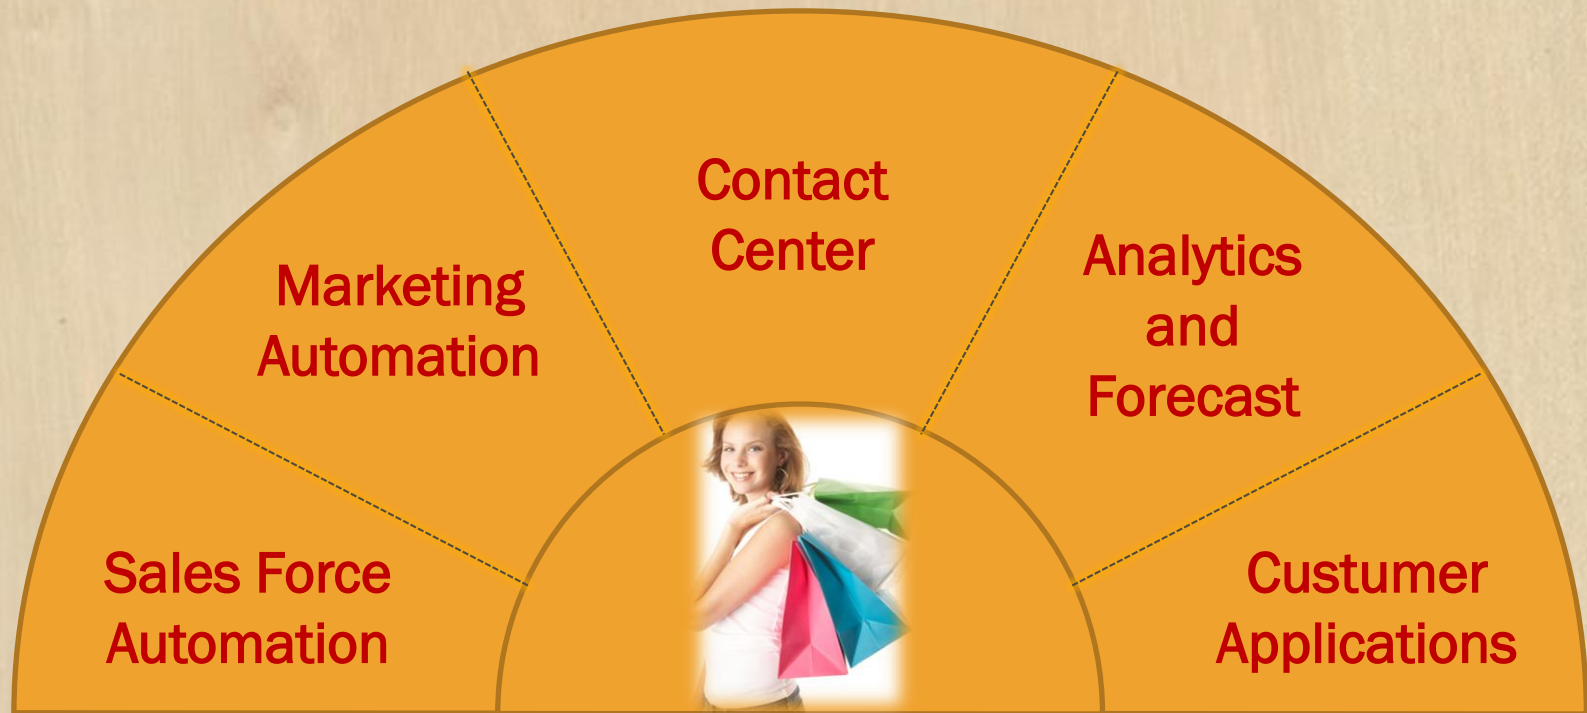 Contact
Center
Marketing
Automation
Analytics
and
Forecast
Sales Force
Automation
Custumer
Applications